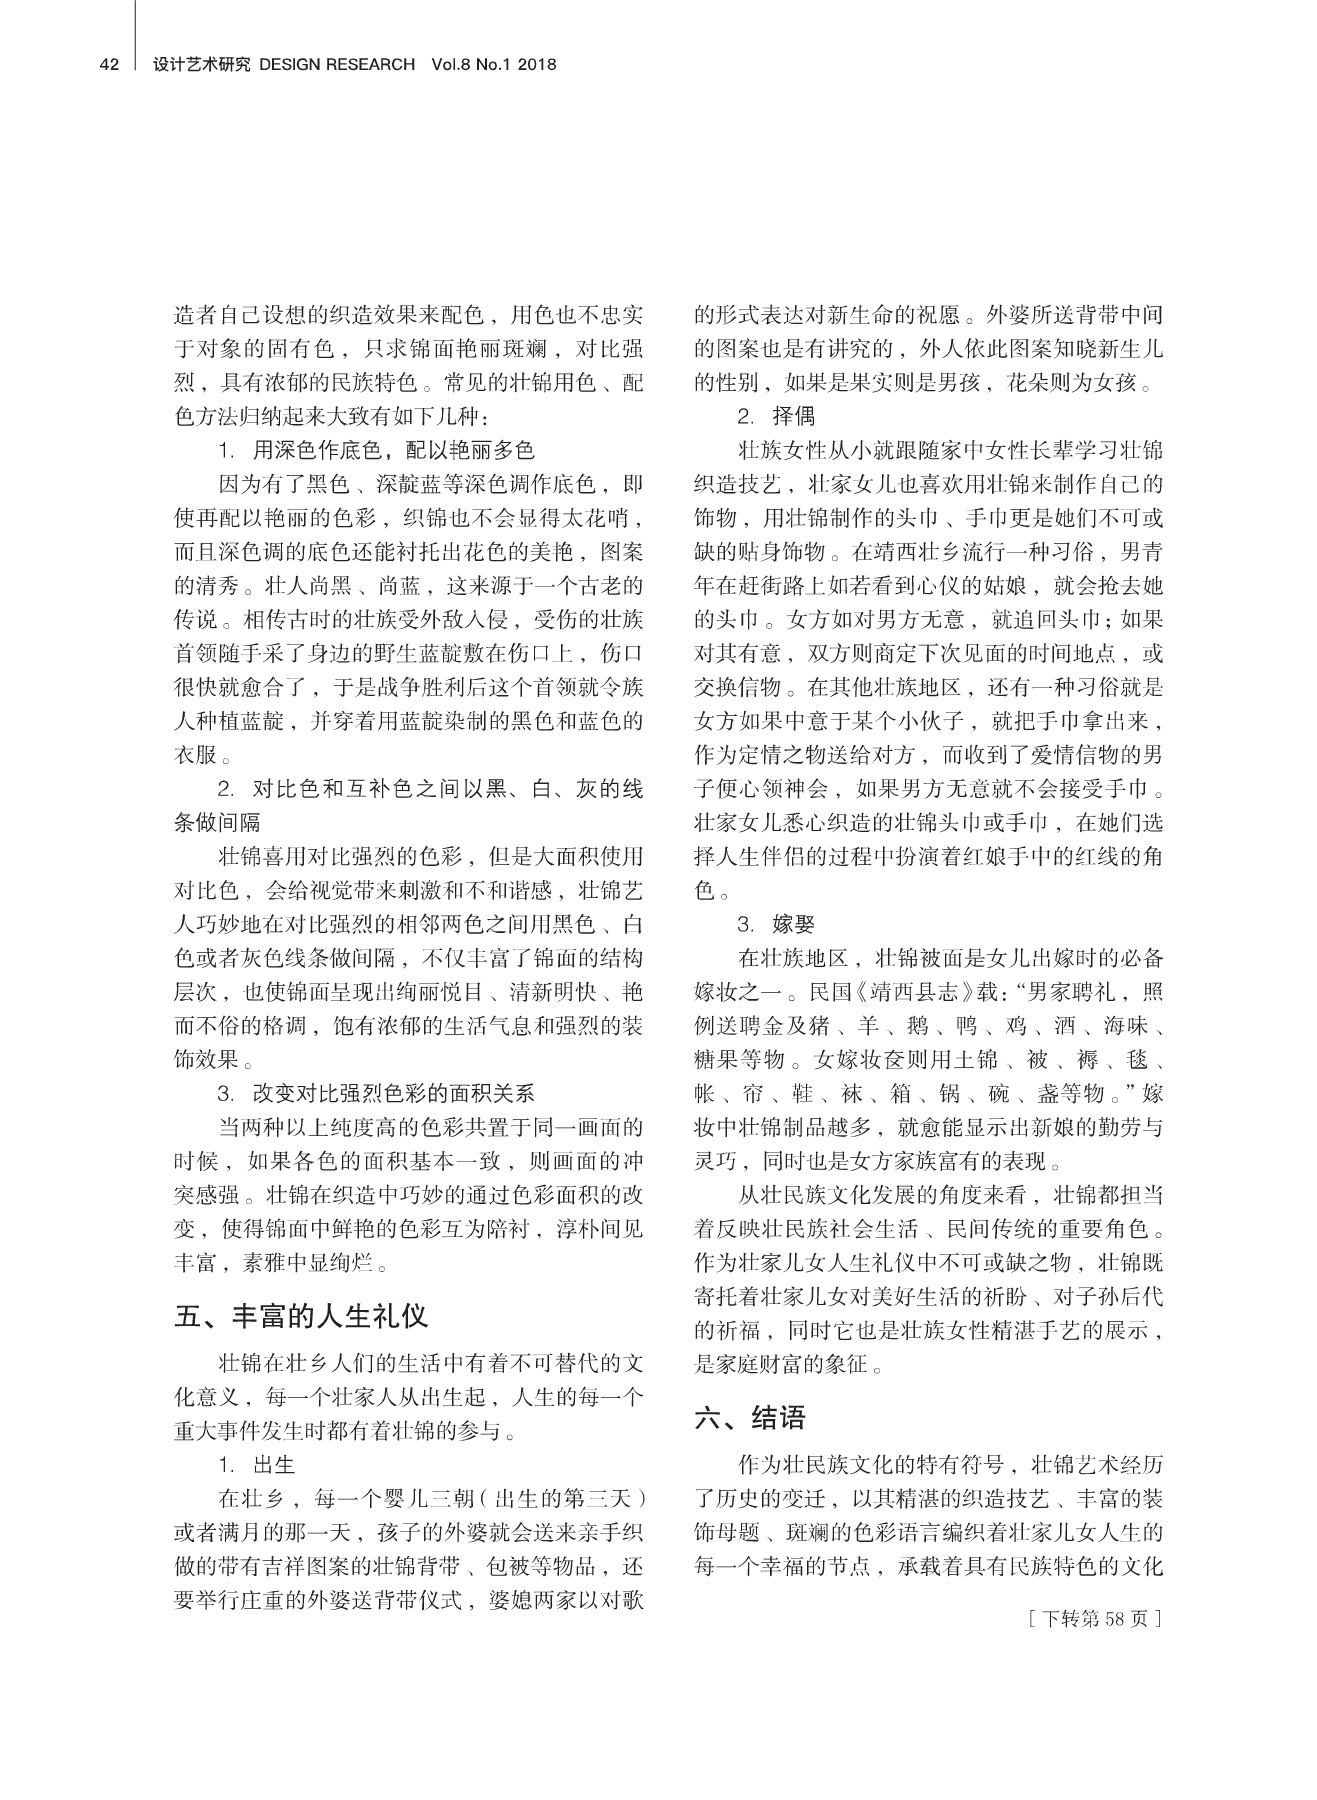 42 设计艺术研究 DESIGN RESEARCH Vol.8 No.1 2018
造者自己设想的织造效果来配色，用色也不忠实
于对象的固有色，只求锦面艳丽斑斓，对比强
烈，具有浓郁的民族特色。常见的壮锦用色、配
色方法归纳起来大致有如下几种：
1. 用深色作底色，配以艳丽多色
因为有了黑色、深靛蓝等深色调作底色，即
使再配以艳丽的色彩，织锦也不会显得太花哨，
而且深色调的底色还能衬托出花色的美艳，图案
的清秀。壮人尚黑、尚蓝，这来源于一个古老的
传说。相传古时的壮族受外敌入侵，受伤的壮族
首领随手采了身边的野生蓝靛敷在伤口上，伤口
很快就愈合了，于是战争胜利后这个首领就令族
人种植蓝靛，并穿着用蓝靛染制的黑色和蓝色的
衣服。
2. 对比色和互补色之间以黑、白、灰的线
条做间隔
壮锦喜用对比强烈的色彩，但是大面积使用
对比色，会给视觉带来刺激和不和谐感，壮锦艺
人巧妙地在对比强烈的相邻两色之间用黑色、白
色或者灰色线条做间隔，不仅丰富了锦面的结构
层次，也使锦面呈现出绚丽悦目、清新明快、艳
而不俗的格调，饱有浓郁的生活气息和强烈的装
饰效果。
3. 改变对比强烈色彩的面积关系
当两种以上纯度高的色彩共置于同一画面的
时候，如果各色的面积基本一致，则画面的冲
突感强。壮锦在织造中巧妙的通过色彩面积的改
变，使得锦面中鲜艳的色彩互为陪衬，淳朴间见
丰富，素雅中显绚烂。
五、丰富的人生礼仪
壮锦在壮乡人们的生活中有着不可替代的文
化意义，每一个壮家人从出生起，人生的每一个
重大事件发生时都有着壮锦的参与。
1. 出生
在壮乡，每一个婴儿三朝（出生的第三天）
或者满月的那一天，孩子的外婆就会送来亲手织
做的带有吉祥图案的壮锦背带、包被等物品，还
要举行庄重的外婆送背带仪式，婆媳两家以对歌
的形式表达对新生命的祝愿。外婆所送背带中间
的图案也是有讲究的，外人依此图案知晓新生儿
的性别，如果是果实则是男孩，花朵则为女孩。
2. 择偶
壮族女性从小就跟随家中女性长辈学习壮锦
织造技艺，壮家女儿也喜欢用壮锦来制作自己的
饰物，用壮锦制作的头巾、手巾更是她们不可或
缺的贴身饰物。在靖西壮乡流行一种习俗，男青
年在赶街路上如若看到心仪的姑娘，就会抢去她
的头巾。女方如对男方无意，就追回头巾；如果
对其有意，双方则商定下次见面的时间地点，或
交换信物。在其他壮族地区，还有一种习俗就是
女方如果中意于某个小伙子，就把手巾拿出来，
作为定情之物送给对方，而收到了爱情信物的男
子便心领神会，如果男方无意就不会接受手巾。
壮家女儿悉心织造的壮锦头巾或手巾，在她们选
择人生伴侣的过程中扮演着红娘手中的红线的角
色。
3. 嫁娶
在壮族地区，壮锦被面是女儿出嫁时的必备
嫁妆之一。民国《靖西县志》载：“男家聘礼，照
例送聘金及猪、羊、鹅、鸭、鸡、酒、海味、
糖果等物。女嫁妆奁则用土锦、被、褥、毯、
帐、帘、鞋、袜、箱、锅、碗、盏等物。”嫁
妆中壮锦制品越多，就愈能显示出新娘的勤劳与
灵巧，同时也是女方家族富有的表现。
从壮民族文化发展的角度来看，壮锦都担当
着反映壮民族社会生活、民间传统的重要角色。
作为壮家儿女人生礼仪中不可或缺之物，壮锦既
寄托着壮家儿女对美好生活的祈盼、对子孙后代
的祈福，同时它也是壮族女性精湛手艺的展示，
是家庭财富的象征。
六、结语
作为壮民族文化的特有符号，壮锦艺术经历
了历史的变迁，以其精湛的织造技艺、丰富的装
饰母题、斑斓的色彩语言编织着壮家儿女人生的
每一个幸福的节点，承载着具有民族特色的文化
［下转第 58 页］